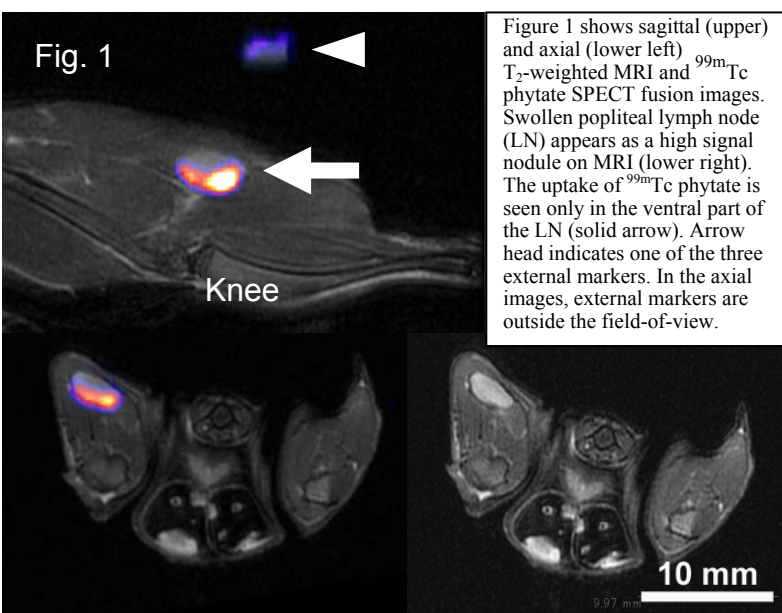 Fig. 1
Knee
Figure 1 shows sagittal (upper)
and axial (lower left)
T₂-weighted MRI and ⁹⁹ᵐTc
phytate SPECT fusion images.
Swollen popliteal lymph node
(LN) appears as a high signal
nodule on MRI (lower right).
The uptake of ⁹⁹ᵐTc phytate is
seen only in the ventral part of
the LN (solid arrow). Arrow
head indicates one of the three
external markers. In the axial
images, external markers are
outside the field-of-view.
10 mm
9.97 mm